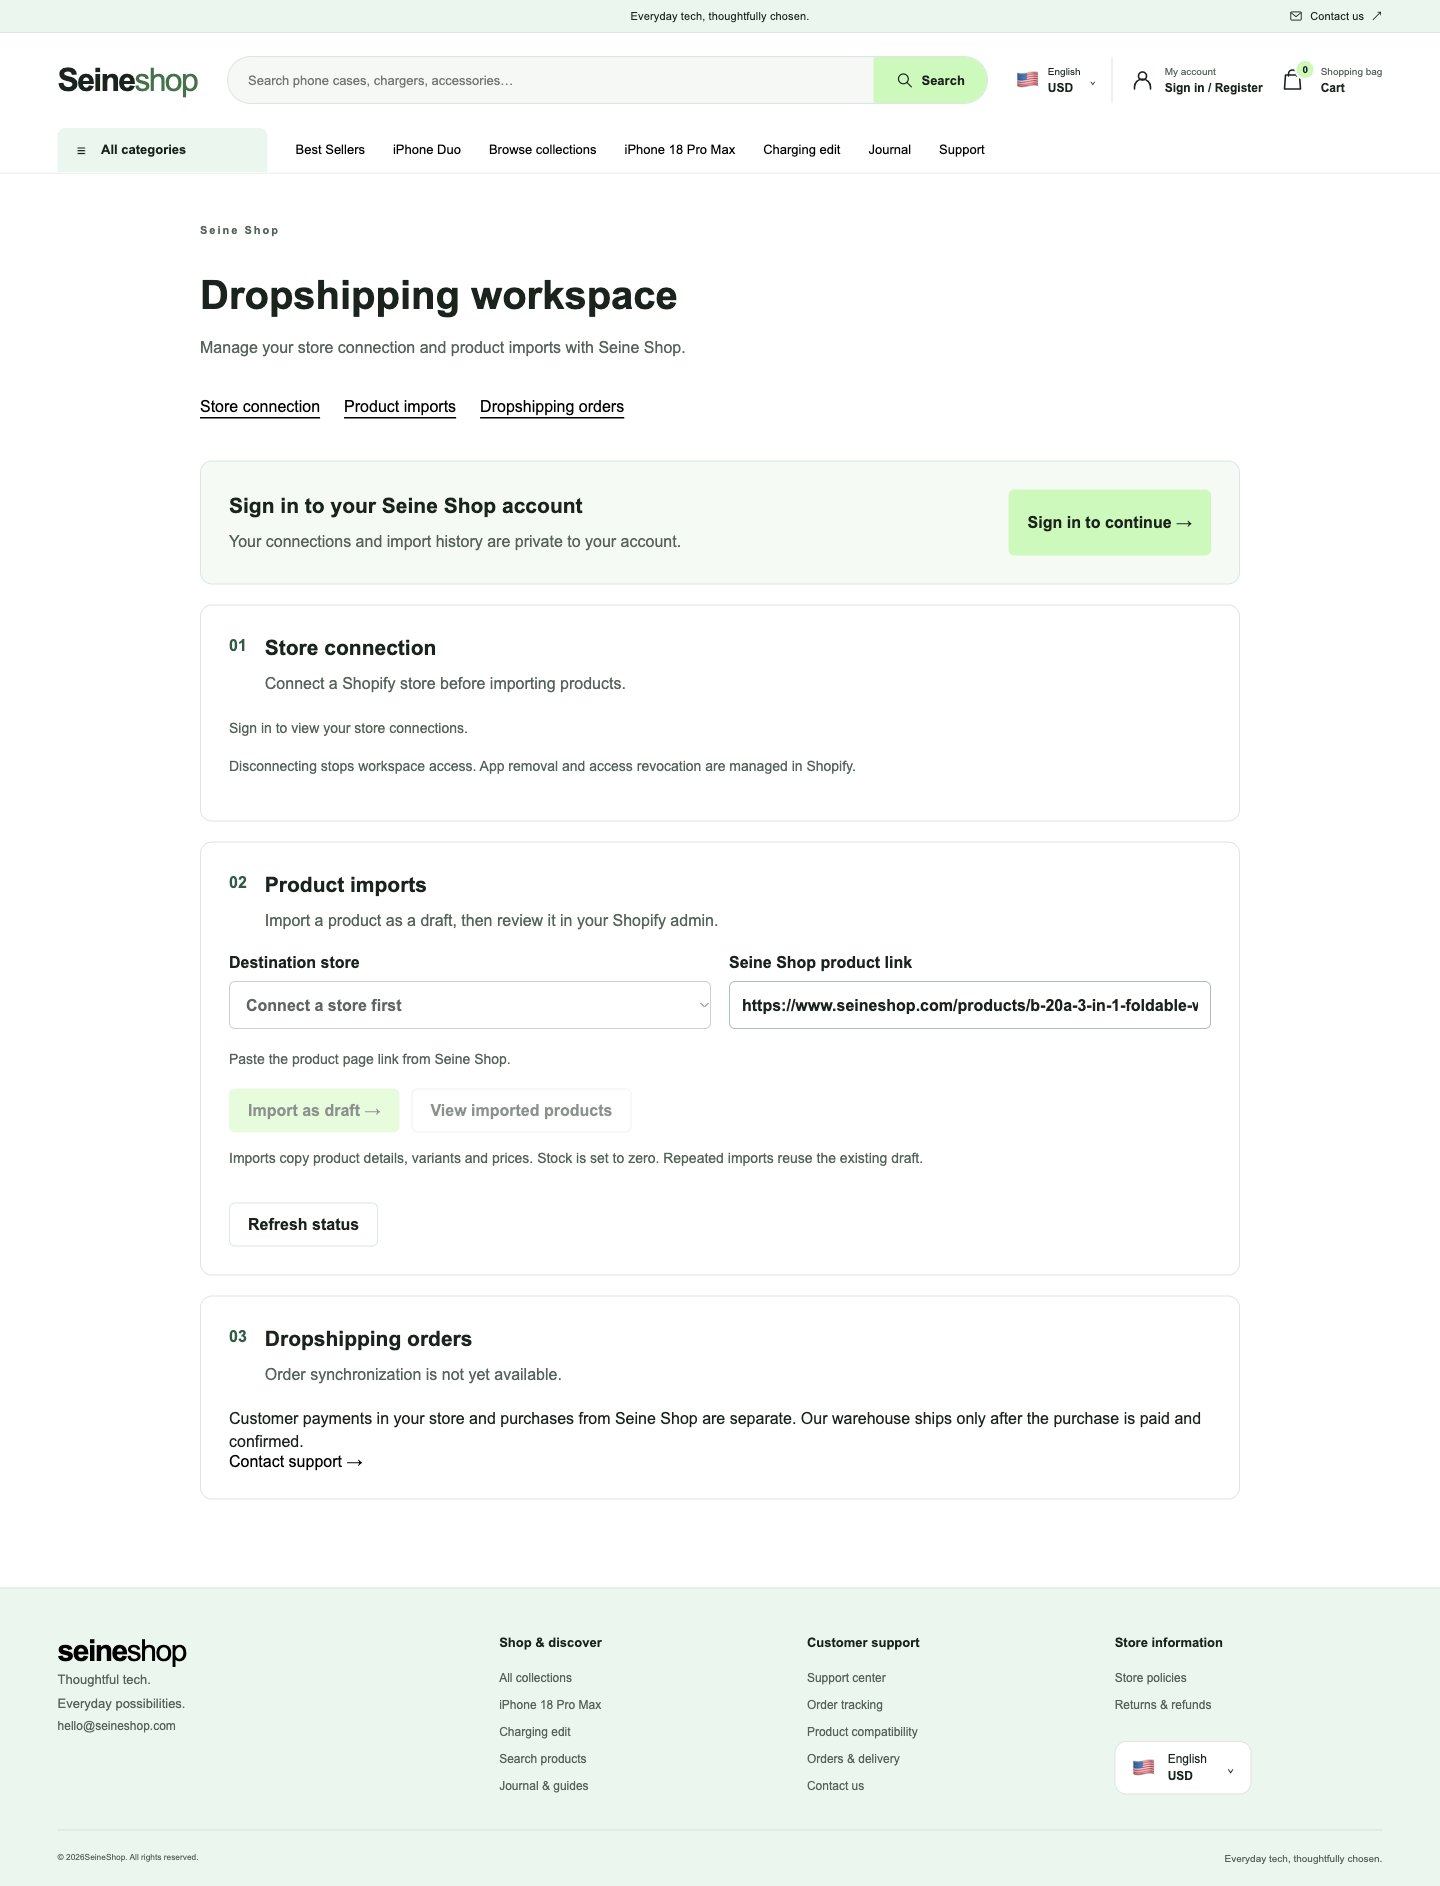 Everyday tech, thoughtfully chosen.
Contact us ↗
Seineshop
Search phone cases, chargers, accessories...
Search
English
USD
My account
Sign in / Register
0
Shopping bag
Cart
≡ All categories
Best Sellers
iPhone Duo
Browse collections
iPhone 18 Pro Max
Charging edit
Journal
Support
Seine Shop
Dropshipping workspace
Manage your store connection and product imports with Seine Shop.
Store connection
Product imports
Dropshipping orders
Sign in to your Seine Shop account
Your connections and import history are private to your account.
Sign in to continue →
01 Store connection
Connect a Shopify store before importing products.
Sign in to view your store connections.
Disconnecting stops workspace access. App removal and access revocation are managed in Shopify.
02 Product imports
Import a product as a draft, then review it in your Shopify admin.
Destination store
Connect a store first
Seine Shop product link
https://www.seineshop.com/products/b-20a-3-in-1-foldable-w
Paste the product page link from Seine Shop.
Import as draft →
View imported products
Imports copy product details, variants and prices. Stock is set to zero. Repeated imports reuse the existing draft.
Refresh status
03 Dropshipping orders
Order synchronization is not yet available.
Customer payments in your store and purchases from Seine Shop are separate. Our warehouse ships only after the purchase is paid and
confirmed.
Contact support →
seineshop
Thoughtful tech.
Everyday possibilities.
hello@seineshop.com
Shop & discover
All collections
iPhone 18 Pro Max
Charging edit
Search products
Journal & guides
Customer support
Support center
Order tracking
Product compatibility
Orders & delivery
Contact us
Store information
Store policies
Returns & refunds
English
USD
© 2026SeineShop. All rights reserved.
Everyday tech, thoughtfully chosen.